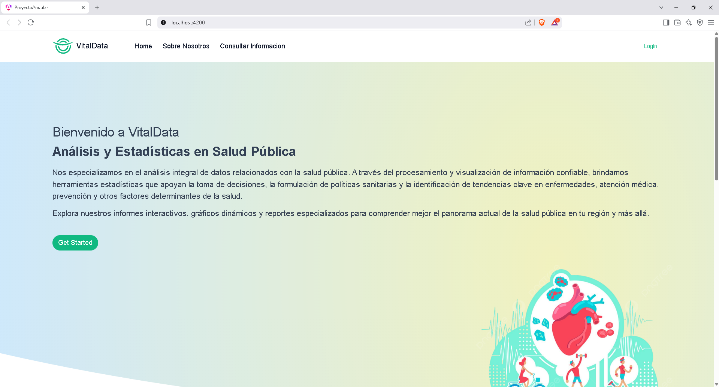 ProyectoAngular
localhost:4200
VitalData
Home
Sobre Nosotros
Consultar Informacion
Login
Bienvenido a VitalData
Análisis y Estadísticas en Salud Pública
Nos especializamos en el análisis integral de datos relacionados con la salud pública. A través del procesamiento y visualización de información confiable, brindamos
herramientas estadísticas que apoyan la toma de decisiones, la formulación de políticas sanitarias y la identificación de tendencias clave en enfermedades, atención médica,
prevención y otros factores determinantes de la salud.
Explora nuestros informes interactivos, gráficos dinámicos y reportes especializados para comprender mejor el panorama actual de la salud pública en tu región y más allá.
Get Started